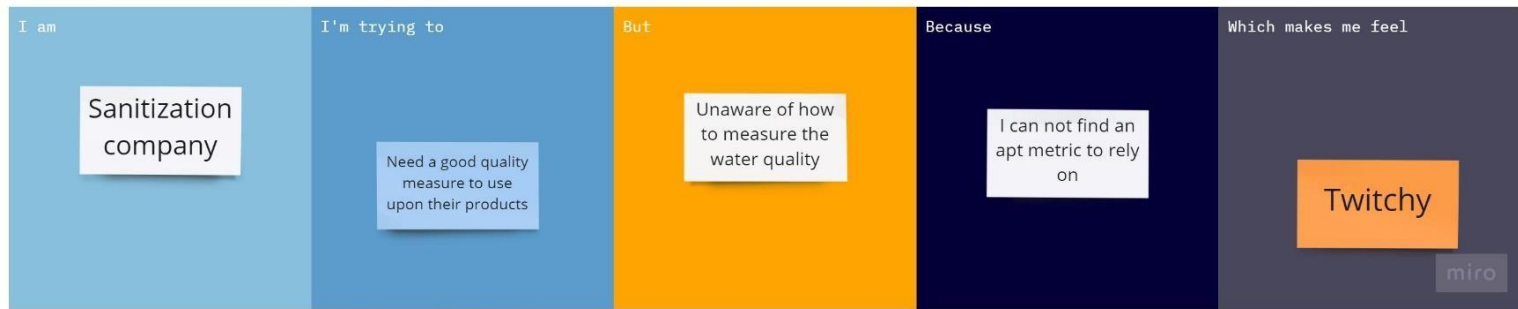 I am
Sanitization
company
I'm trying to
Need a good quality
measure to use
upon their products
But
Unaware of how
to measure the
water quality
Because
I can not find an
apt metric to rely
on
Which makes me feel
Twitchy
miro